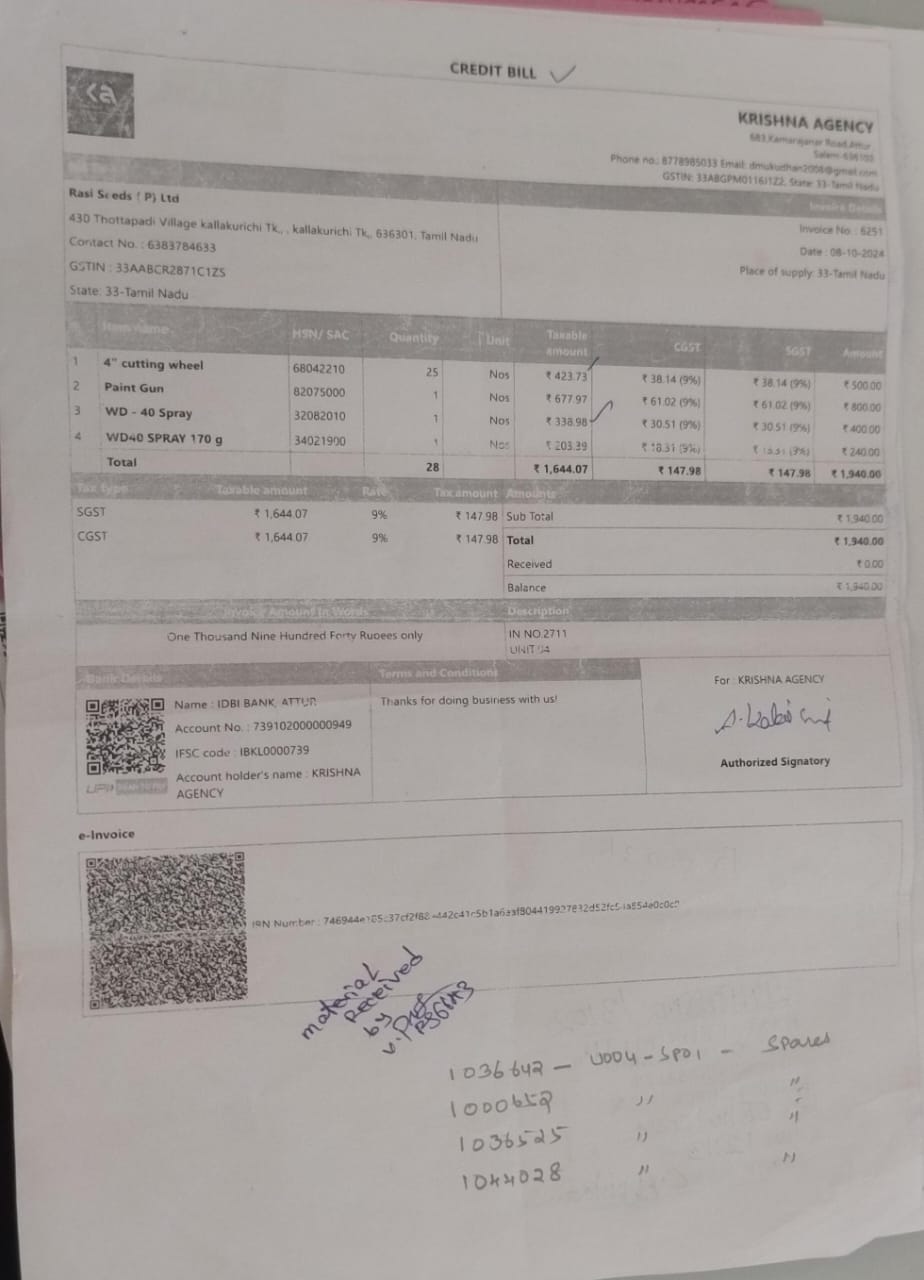 CREDIT BILL
KRISHNA AGENCY
683, Kamarajanar Road, Attur
Salem-636102
Phone no.: 8778985033 Email: dmukudhan2008@gmail.com
State: 33-Tamil Nadu
Rasi Seeds ( P) Ltd
430 Thottapadi Village kallakurichi Tk,, , kallakurichi Tk,, 636301, Tamil Nadu
Contact No. : 6383784633
GSTIN : 33AABCR2871C1ZS
State: 33-Tamil Nadu
Invoice Details
Invoice No. : 6251
Date : 08-10-2024
Place of supply: 33-Tamil Nadu
Item name HSN/ SAC Quantity Unit Taxable amount CGST SGST Amount
1 4" cutting wheel 68042210 25 Nos ₹ 423.73 ₹ 38.14 (9%) ₹ 38.14 (9%) ₹ 500.00
2 Paint Gun 82075000 1 Nos ₹ 677.97 ₹ 61.02 (9%) ₹ 61.02 (9%) ₹ 800.00
3 WD - 40 Spray 32082010 1 Nos ₹ 338.98 ₹ 30.51 (9%) ₹ 30.51 (9%) ₹ 400.00
4 WD40 SPRAY 170 g 34021900 1 Nos ₹ 203.39 ₹ 18.31 (9%) ₹ 18.31 (9%) ₹ 240.00
Total 28 ₹ 1,644.07 ₹ 147.98 ₹ 147.98 ₹ 1,940.00
Tax type Taxable amount Rate Tax amount Amounts
SGST ₹ 1,644.07 9% ₹ 147.98 Sub Total ₹ 1,940.00
CGST ₹ 1,644.07 9% ₹ 147.98 Total ₹ 1,940.00
Received ₹ 0.00
Balance ₹ 1,940.00
Invoice Amount In Words Description
One Thousand Nine Hundred Forty Rupees only IN NO.2711
UNIT 04
Bank Details Terms and Conditions
Name : IDBI BANK, ATTUR Thanks for doing business with us!
Account No. : 739102000000949
IFSC code : IBKL0000739
Account holder's name : KRISHNA
AGENCY
UPI SCAN TO PAY
For : KRISHNA AGENCY
Authorized Signatory
e-Invoice
IRN Number :
material
Received
by
1036642 - U004-SP01 - Spares
1000652 " "
1036525 " "
1044028 " "